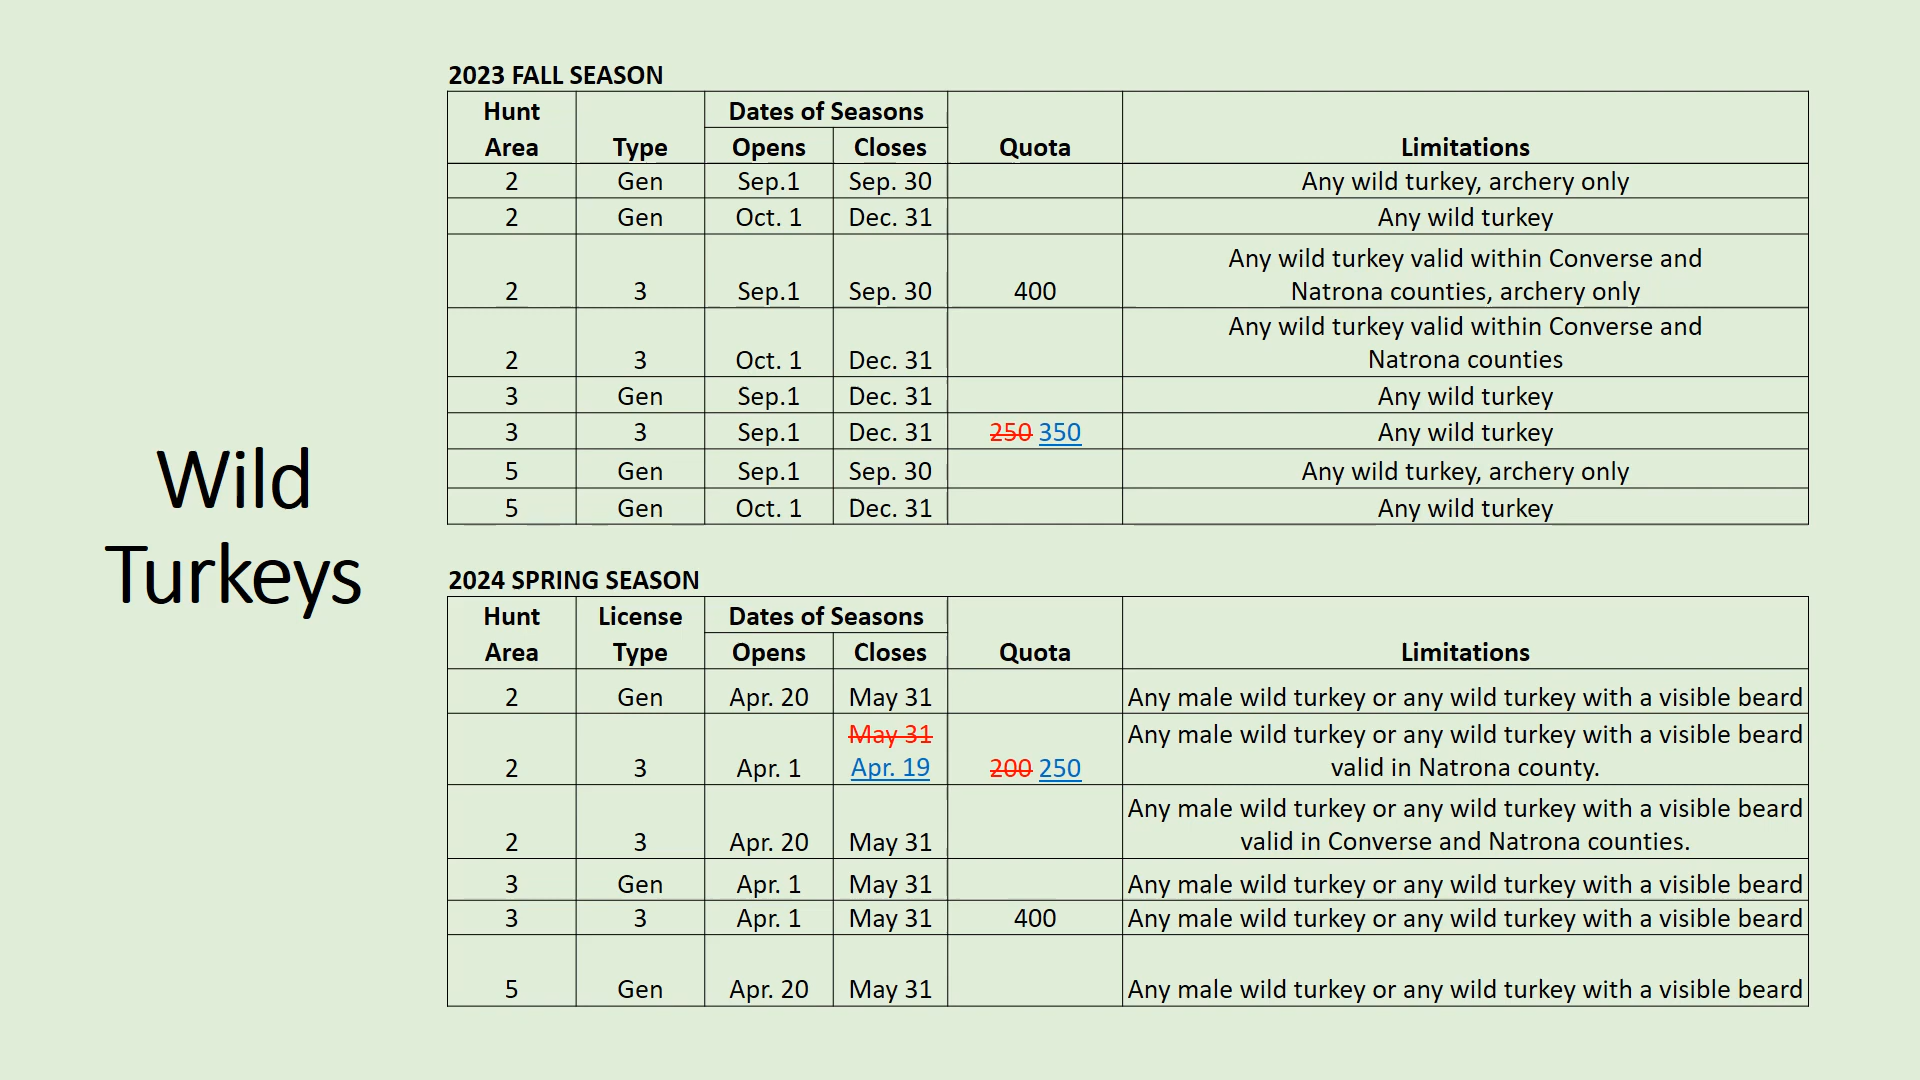 Wild
Turkeys
2023 FALL SEASON
Hunt Area Type Dates of Seasons Opens Closes Quota Limitations
2 Gen Sep.1 Sep. 30 Any wild turkey, archery only
2 Gen Oct. 1 Dec. 31 Any wild turkey
2 3 Sep.1 Sep. 30 400 Any wild turkey valid within Converse and
Natrona counties, archery only
2 3 Oct. 1 Dec. 31 Any wild turkey valid within Converse and
Natrona counties
3 Gen Sep.1 Dec. 31 Any wild turkey
3 3 Sep.1 Dec. 31 250 350 Any wild turkey
5 Gen Sep.1 Sep. 30 Any wild turkey, archery only
5 Gen Oct. 1 Dec. 31 Any wild turkey
2024 SPRING SEASON
Hunt Area License Type Dates of Seasons Opens Closes Quota Limitations
2 Gen Apr. 20 May 31 Any male wild turkey or any wild turkey with a visible beard
2 3 Apr. 1 May 31 Apr. 19 200 250 Any male wild turkey or any wild turkey with a visible beard
valid in Natrona county.
2 3 Apr. 20 May 31 Any male wild turkey or any wild turkey with a visible beard
valid in Converse and Natrona counties.
3 Gen Apr. 1 May 31 Any male wild turkey or any wild turkey with a visible beard
3 3 Apr. 1 May 31 400 Any male wild turkey or any wild turkey with a visible beard
5 Gen Apr. 20 May 31 Any male wild turkey or any wild turkey with a visible beard